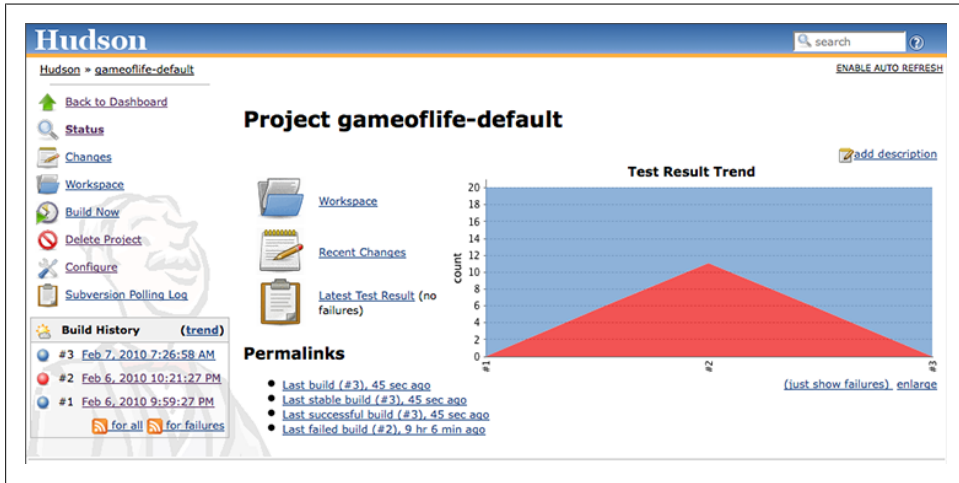 Hudson
search
Hudson » gameoflife-default
ENABLE AUTO REFRESH
Back to Dashboard
Status
Changes
Workspace
Build Now
Delete Project
Configure
Subversion Polling Log
Build History (trend)
#3 Feb 7, 2010 7:26:58 AM
#2 Feb 6, 2010 10:21:27 PM
#1 Feb 6, 2010 9:59:27 PM
for all for failures
Project gameoflife-default
add description
Workspace
Recent Changes
Latest Test Result (no
failures)
Test Result Trend
count
20
18
16
14
12
10
8
6
4
2
0
#1
#2
#3
(just show failures) enlarge
Permalinks
Last build (#3), 45 sec ago
Last stable build (#3), 45 sec ago
Last successful build (#3), 45 sec ago
Last failed build (#2), 9 hr 6 min ago